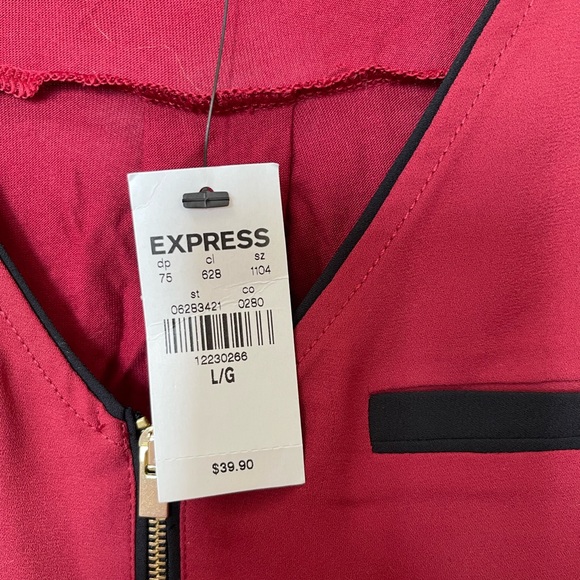 EXPRESS
dp cl sz
75 628 1104
st co
06283421 0280
12230266
L/G
$39.90